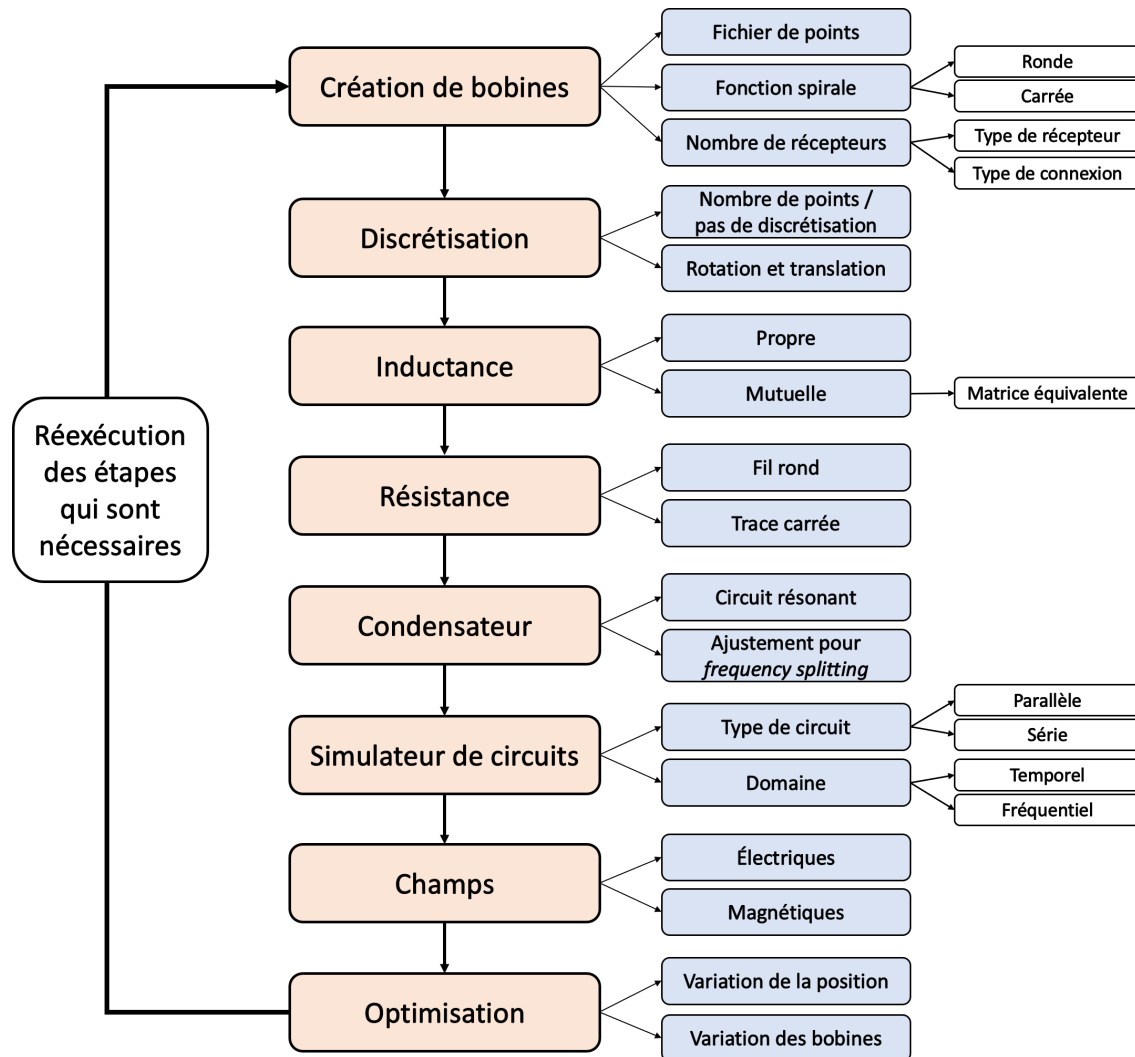 Création de bobines
Fichier de points
Fonction spirale
Ronde
Carrée
Nombre de récepteurs
Type de récepteur
Type de connexion
Discrétisation
Nombre de points /
pas de discrétisation
Rotation et translation
Inductance
Propre
Mutuelle
Matrice équivalente
Réexécution
des étapes
qui sont
nécessaires
Résistance
Fil rond
Trace carrée
Condensateur
Circuit résonant
Ajustement pour
frequency splitting
Simulateur de circuits
Type de circuit
Parallèle
Série
Domaine
Temporel
Fréquentiel
Champs
Électriques
Magnétiques
Optimisation
Variation de la position
Variation des bobines